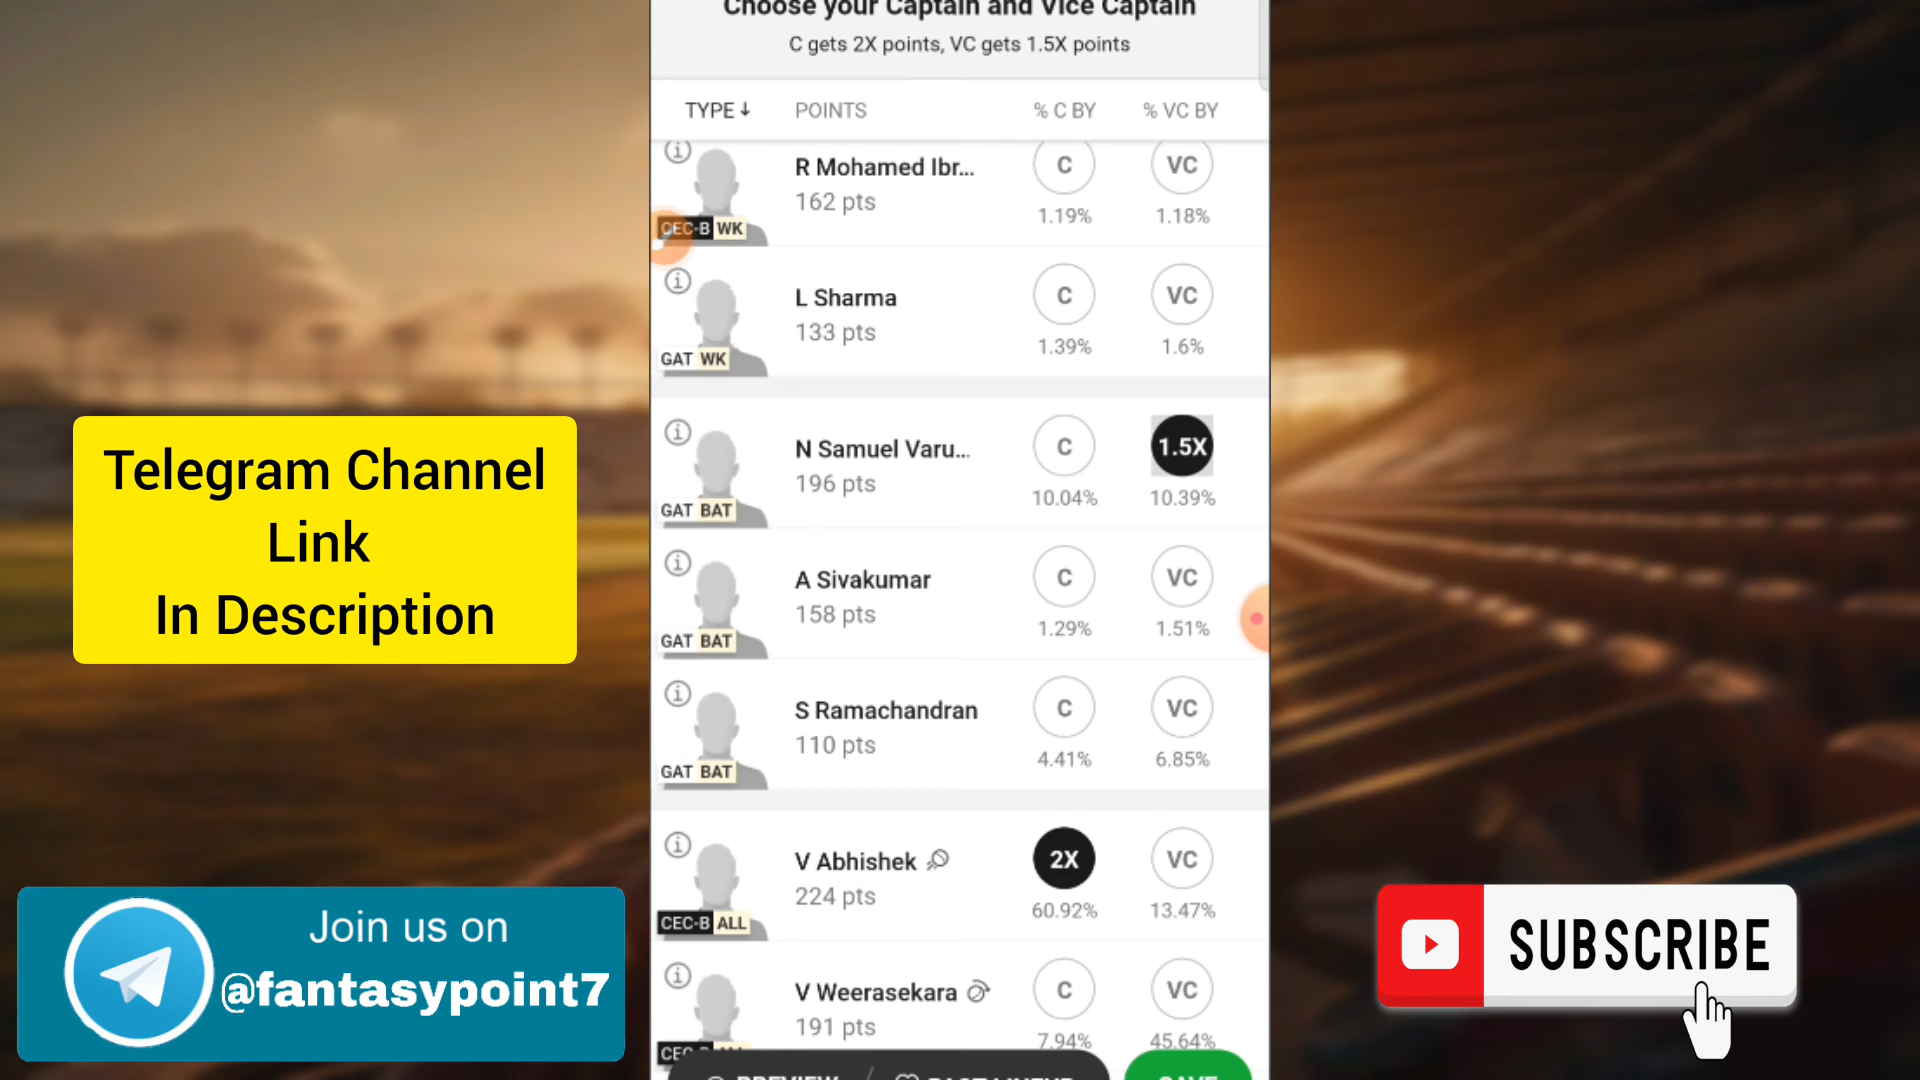 Choose your Captain and Vice Captain
C gets 2X points, VC gets 1.5X points
TYPE↓ POINTS % C BY % VC BY
R Mohamed Ibr... C VC
162 pts
1.19% 1.18%
CEC-B WK
L Sharma C VC
133 pts
1.39% 1.6%
GAT WK
N Samuel Varu... C 1.5X
196 pts
10.04% 10.39%
GAT BAT
A Sivakumar C VC
158 pts
1.29% 1.51%
GAT BAT
S Ramachandran C VC
110 pts
4.41% 6.85%
GAT BAT
V Abhishek 2X VC
224 pts
60.92% 13.47%
CEC-B ALL
V Weerasekara C VC
191 pts
7.94% 45.64%
PREVIEW
SAVE
Telegram Channel
Link
In Description
Join us on
@fantasypoint7
SUBSCRIBE